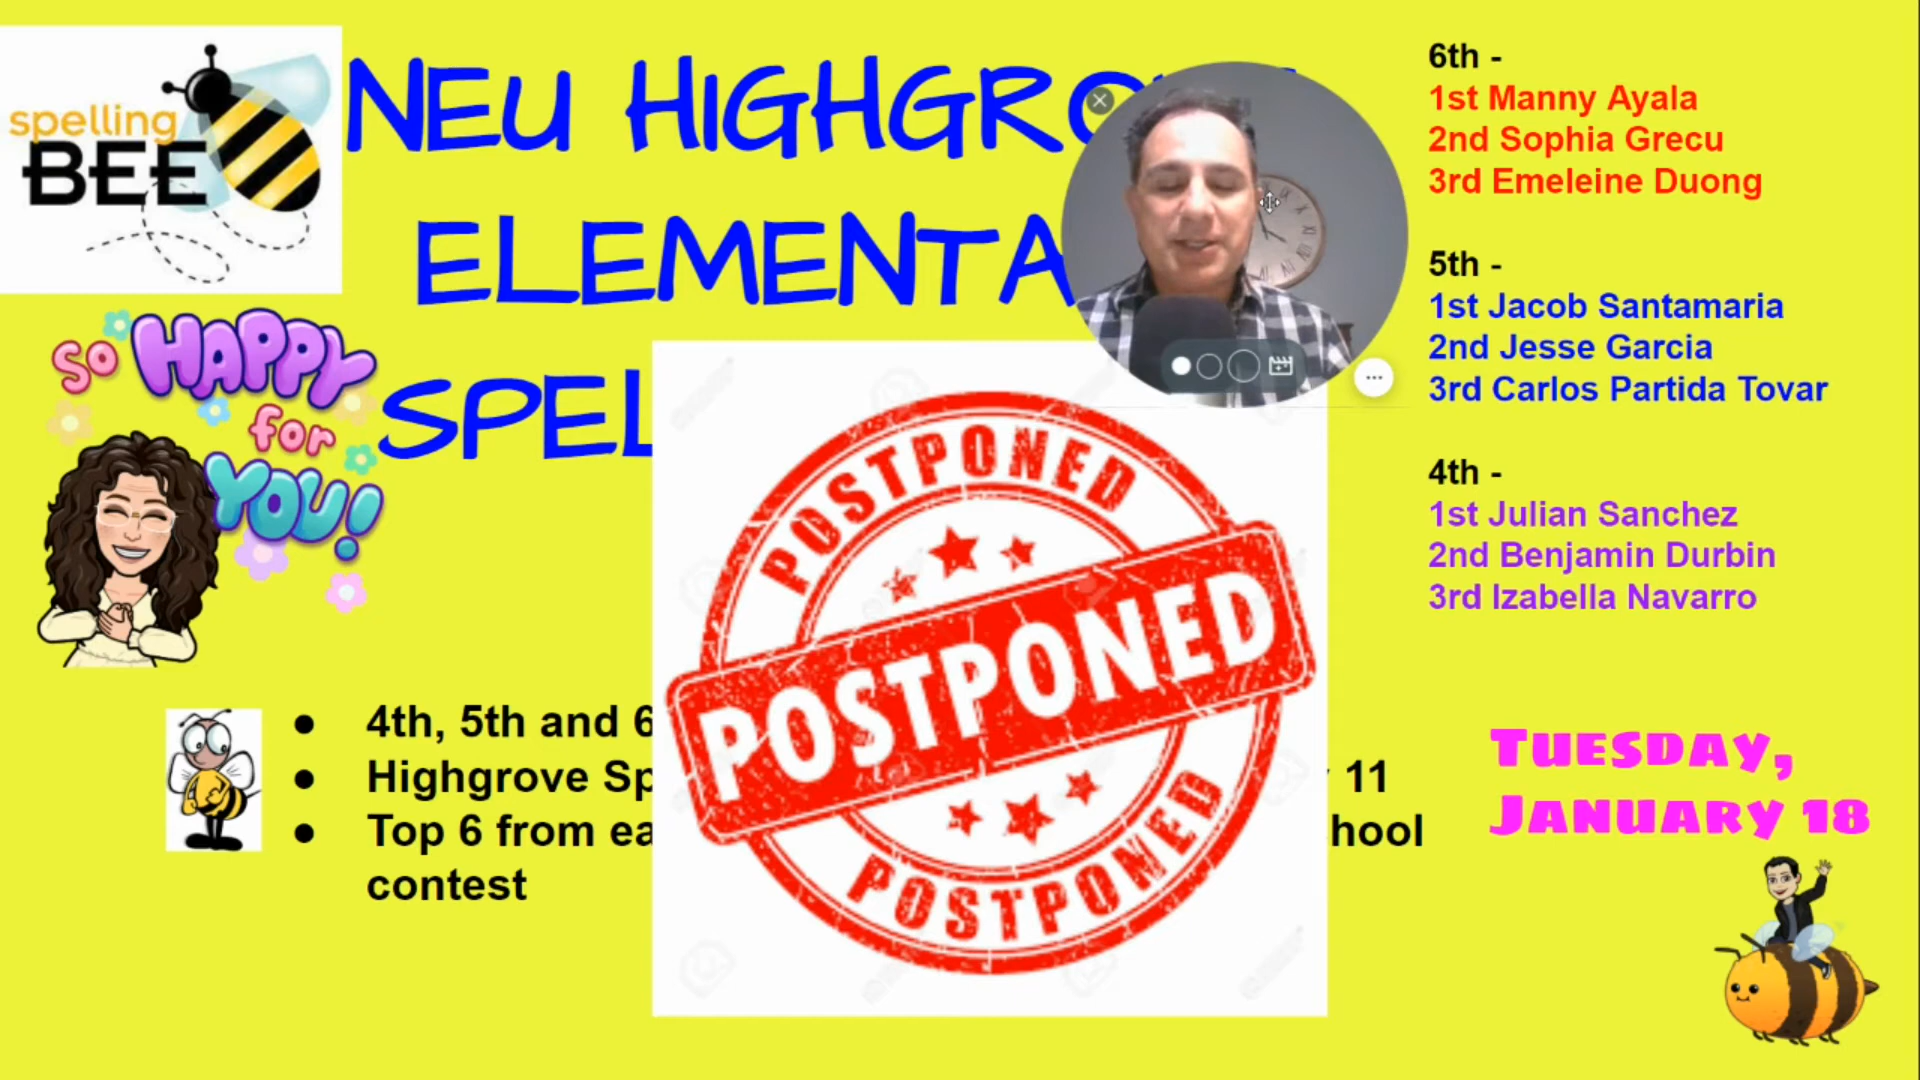 spelling
BEE
NEU HIGHGRO
ELEMENTA
SPEL
So HAPPY
for
YOU!
6th -
1st Manny Ayala
2nd Sophia Grecu
3rd Emeleine Duong
5th -
1st Jacob Santamaria
2nd Jesse Garcia
3rd Carlos Partida Tovar
4th -
1st Julian Sanchez
2nd Benjamin Durbin
3rd Izabella Navarro
POSTPONED
POSTPONED
POSTPONED
● 4th, 5th and 6
● Highgrove Sp 11
● Top 6 from ea hool
contest
TUESDAY,
JANUARY 18